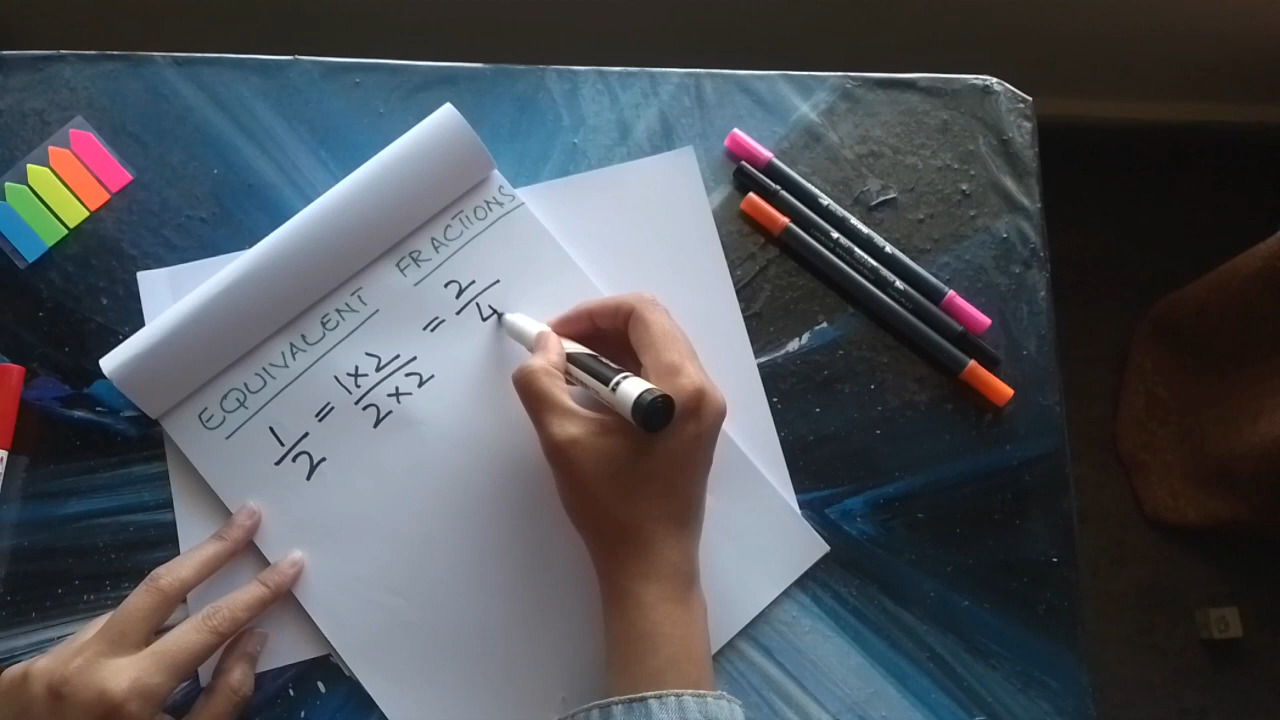 EQUIVALENT FRACTIONS
1/2 = 1×2/2×2 = 2/4